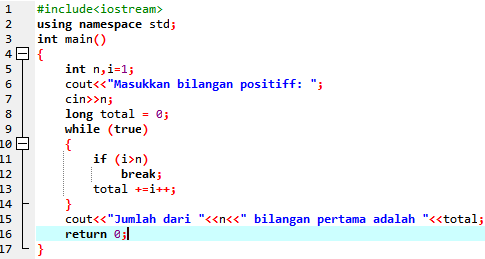 1 #include<iostream>
2 using namespace std;
3 int main()
4 {
5 int n,i=1;
6 cout<<"Masukkan bilangan positiff: ";
7 cin>>n;
8 long total = 0;
9 while (true)
10 {
11 if (i>n)
12 break;
13 total +=i++;
14 }
15 cout<<"Jumlah dari "<<n<<" bilangan pertama adalah "<<total;
16 return 0;
17 }